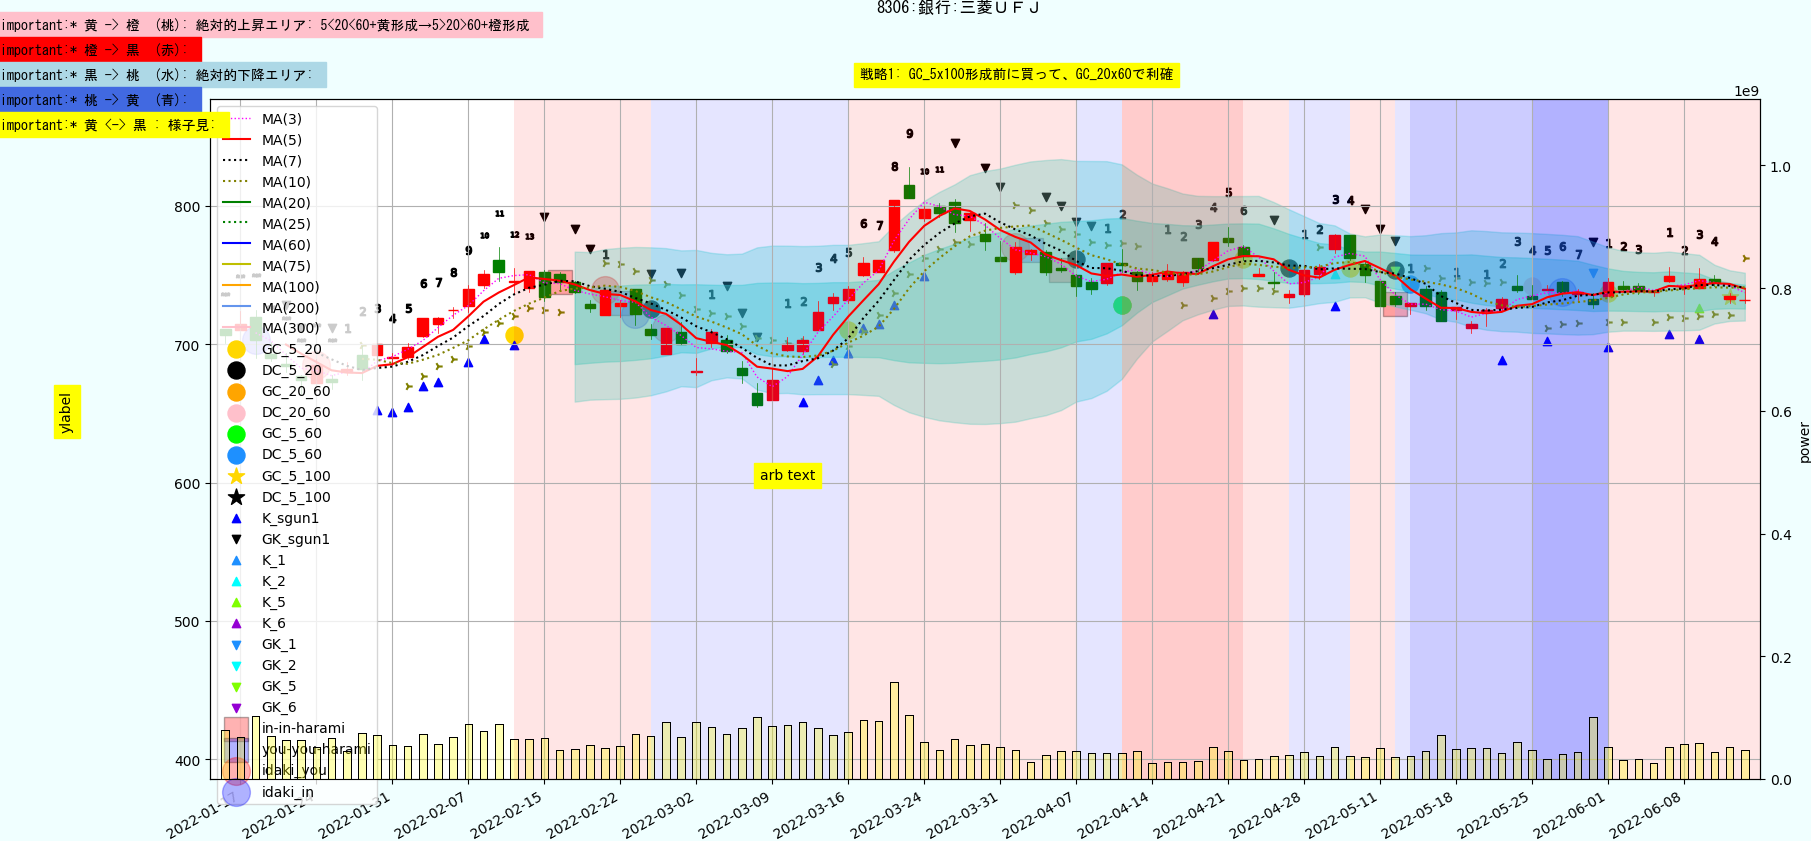 8306:銀行:三菱ＵＦＪ
important:* 黄 -> 橙 (桃): 絶対的上昇エリア: 5<20<60+黄形成→5>20>60+橙形成
important:* 橙 -> 黒 (赤):
important:* 黒 -> 桃 (水): 絶対的下降エリア:
戦略1: GC_5x100形成前に買って、GC_20x60で利確
important:* 桃 -> 黄 (青):
important:* 黄 <-> 黒 : 様子見:
1e9
MA(3)
MA(5)
MA(7)
MA(10)
MA(20)
MA(25)
MA(60)
MA(75)
MA(100)
MA(200)
MA(300)
GC_5_20
DC_5_20
GC_20_60
DC_20_60
GC_5_60
DC_5_60
GC_5_100
DC_5_100
K_sgun1
GK_sgun1
K_1
K_2
K_5
K_6
GK_1
GK_2
GK_5
GK_6
in-in-harami
you-you-harami
idaki_you
idaki_in
800
700
600
500
400
ylabel
arb text
1.0
0.8
0.6
0.4
0.2
0.0
power
2022-01-17
2022-01-24
2022-01-31
2022-02-07
2022-02-15
2022-02-22
2022-03-02
2022-03-09
2022-03-16
2022-03-24
2022-03-31
2022-04-07
2022-04-14
2022-04-21
2022-04-28
2022-05-11
2022-05-18
2022-05-25
2022-06-01
2022-06-08